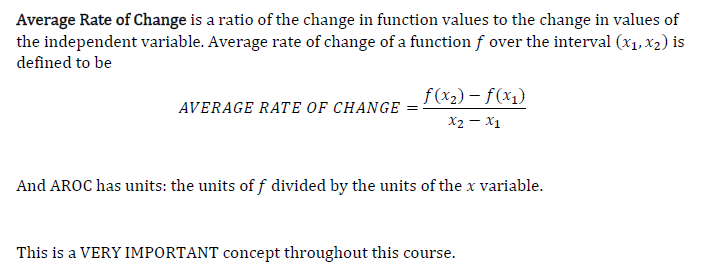 Average Rate of Change is a ratio of the change in function values to the change in values of
the independent variable. Average rate of change of a function f over the interval (x₁, x₂) is
defined to be
AVERAGE RATE OF CHANGE = f(x₂) − f(x₁) / x₂ − x₁
And AROC has units: the units of f divided by the units of the x variable.
This is a VERY IMPORTANT concept throughout this course.